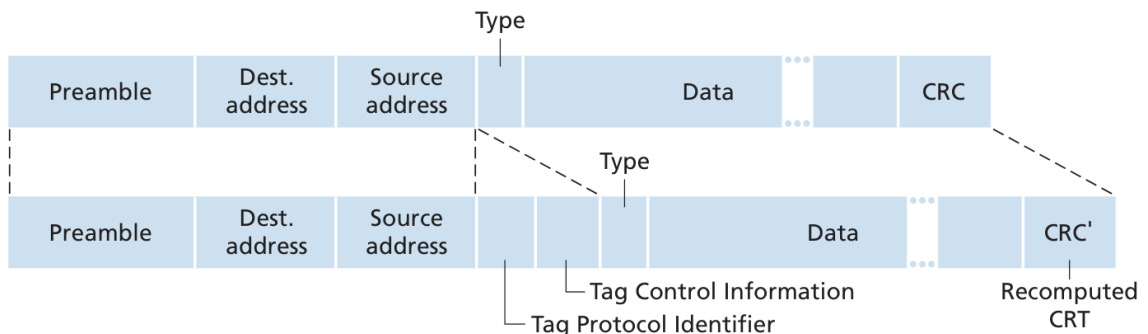 Type
Preamble
Dest.
address
Source
address
Data
CRC
Type
Preamble
Dest.
address
Source
address
Data
CRC'
Tag Control Information
Tag Protocol Identifier
Recomputed
CRT